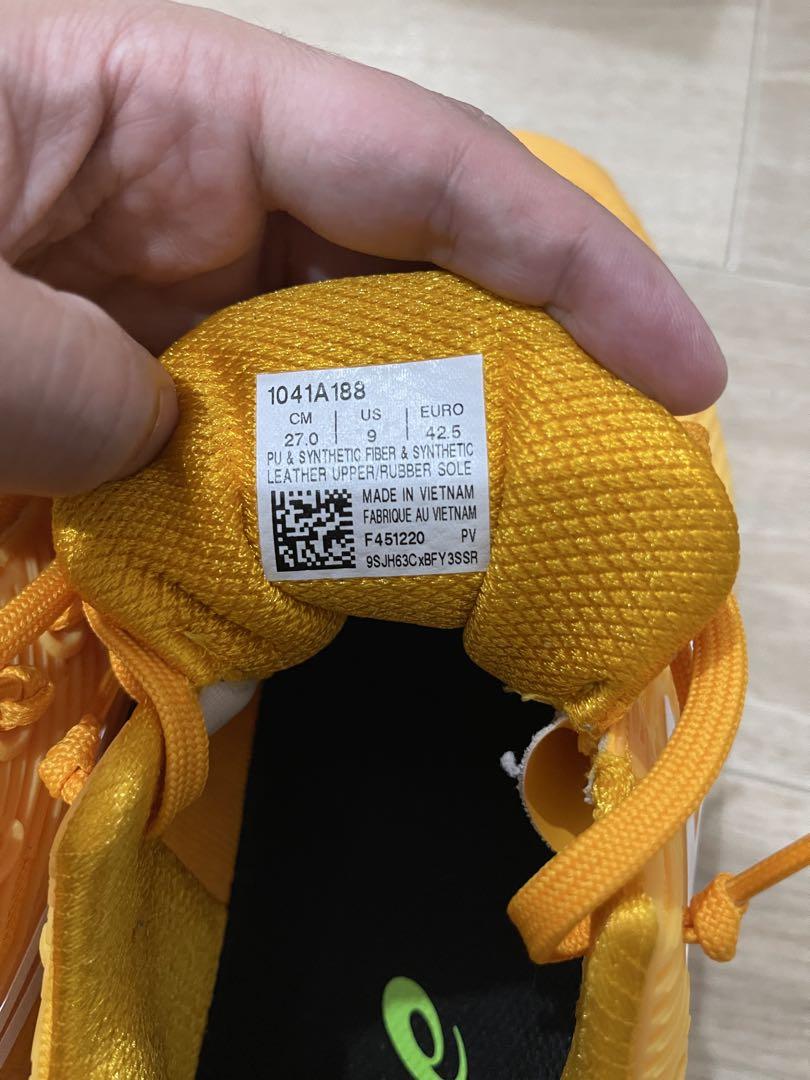 1041A188
CM | US | EURO
27.0 | 9 | 42.5
PU & SYNTHETIC FIBER & SYNTHETIC
LEATHER UPPER/RUBBER SOLE
MADE IN VIETNAM
FABRIQUE AU VIETNAM
F451220 PV
9SJH63CxBFY3SSR